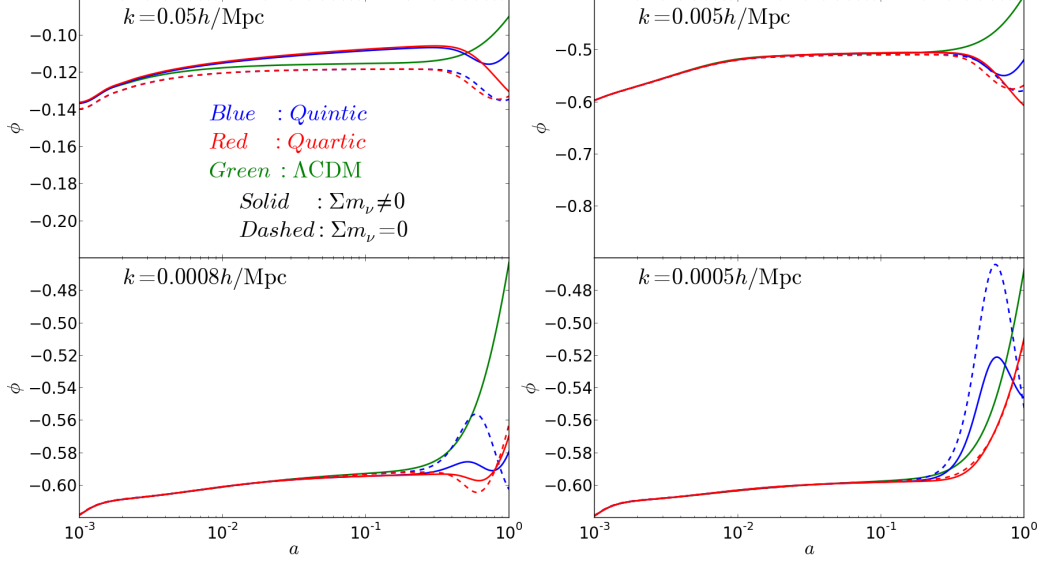 k=0.05h/Mpc
−0.10
−0.12
−0.14
−0.16
−0.18
−0.20
ϕ
Blue : Quintic
Red : Quartic
Green : ΛCDM
Solid : Σm_ν≠0
Dashed : Σm_ν=0
k=0.005h/Mpc
−0.5
−0.6
−0.7
−0.8
ϕ
k=0.0008h/Mpc
−0.48
−0.50
−0.52
−0.54
−0.56
−0.58
−0.60
ϕ
10^-3
10^-2
10^-1
10^0
a
k=0.0005h/Mpc
−0.48
−0.50
−0.52
−0.54
−0.56
−0.58
−0.60
ϕ
10^-3
10^-2
10^-1
10^0
a